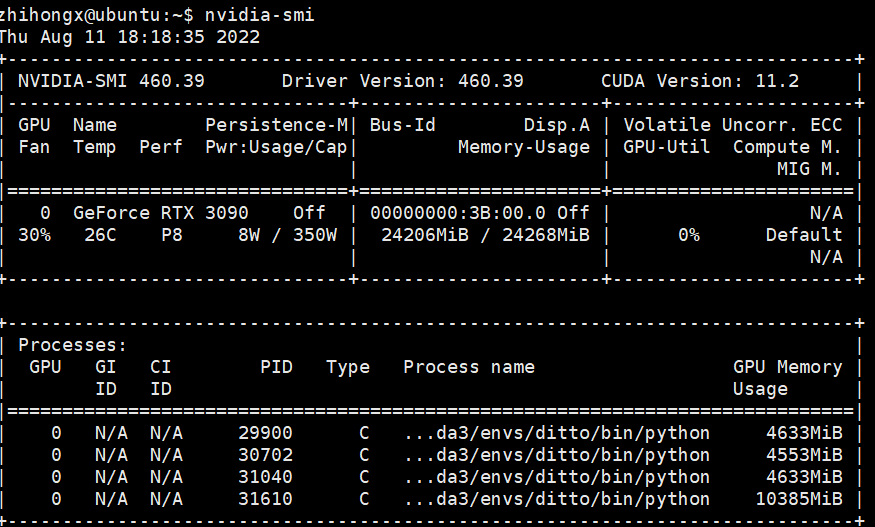 zhihongx@ubuntu:~$ nvidia-smi
Thu Aug 11 18:18:35 2022
+-----------------------------------------------------------------------------+
| NVIDIA-SMI 460.39       Driver Version: 460.39       CUDA Version: 11.2     |
|-------------------------------+----------------------+----------------------+
| GPU  Name        Persistence-M| Bus-Id        Disp.A | Volatile Uncorr. ECC |
| Fan  Temp  Perf  Pwr:Usage/Cap|         Memory-Usage | GPU-Util  Compute M. |
|                               |                      |               MIG M. |
|===============================+======================+======================|
|   0  GeForce RTX 3090    Off  | 00000000:3B:00.0 Off |                  N/A |
| 30%   26C    P8     8W / 350W |  24206MiB / 24268MiB |      0%      Default |
|                               |                      |                  N/A |
+-------------------------------+----------------------+----------------------+

+-----------------------------------------------------------------------------+
| Processes:                                                                  |
|  GPU   GI   CI        PID   Type   Process name                  GPU Memory |
|        ID   ID                                                   Usage      |
|=============================================================================|
|    0   N/A  N/A     29900      C   ...da3/envs/ditto/bin/python     4633MiB |
|    0   N/A  N/A     30702      C   ...da3/envs/ditto/bin/python     4553MiB |
|    0   N/A  N/A     31040      C   ...da3/envs/ditto/bin/python     4633MiB |
|    0   N/A  N/A     31610      C   ...da3/envs/ditto/bin/python    10385MiB |
+-----------------------------------------------------------------------------+